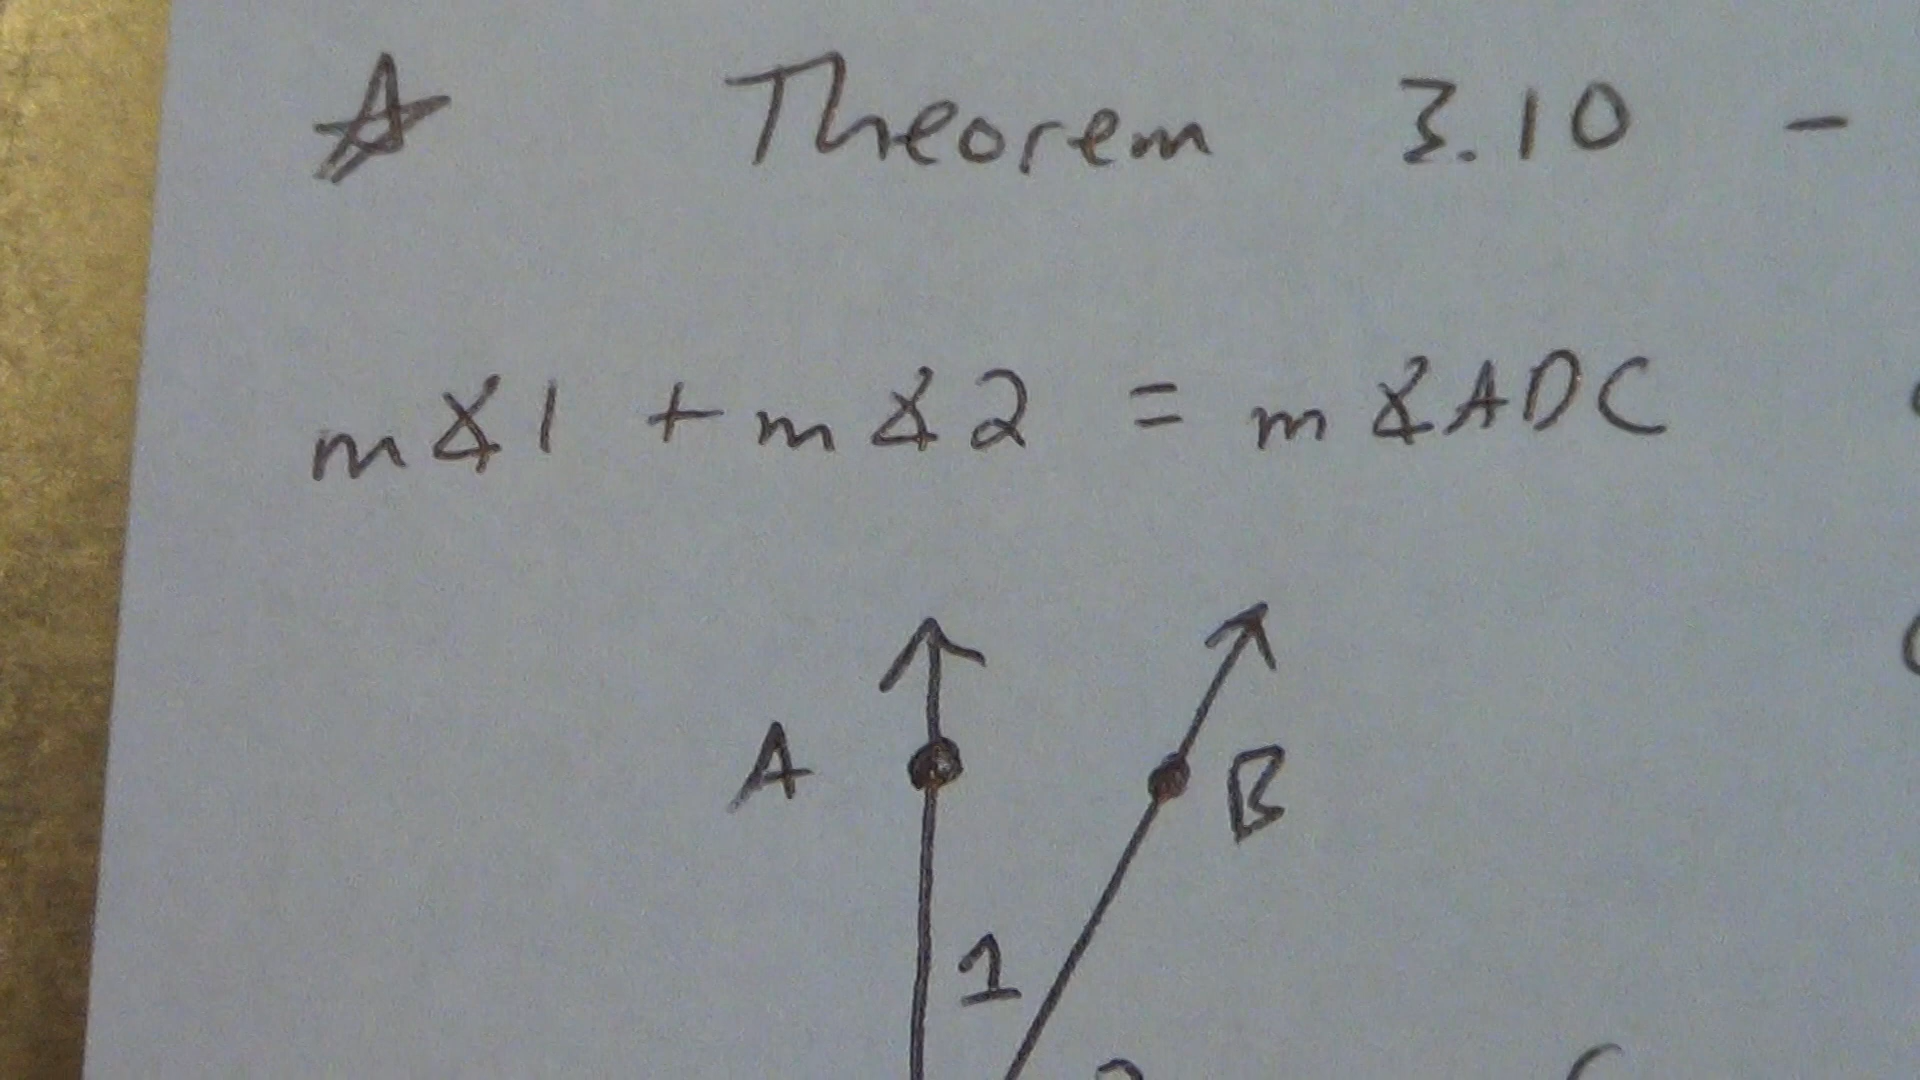 ☆ Theorem 3.10 -
m∡1 + m∡2 = m∡ADC
A B
1